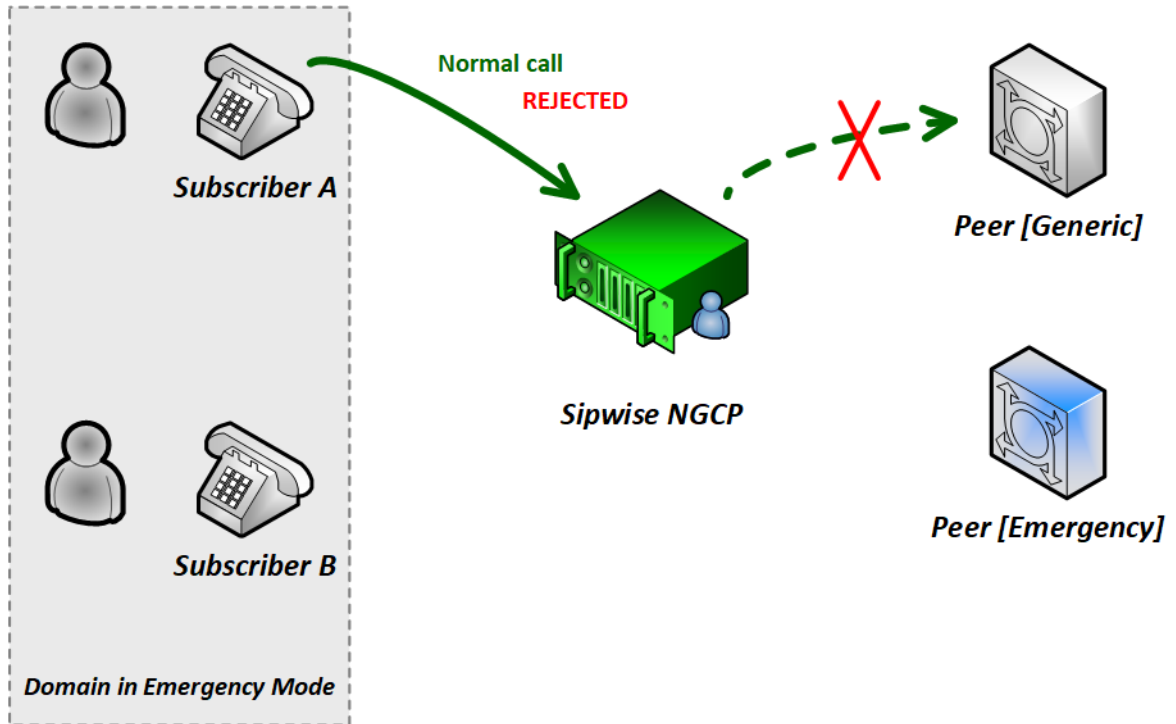 Normal call
REJECTED
Subscriber A
Peer [Generic]
Sipwise NGCP
Peer [Emergency]
Subscriber B
Domain in Emergency Mode